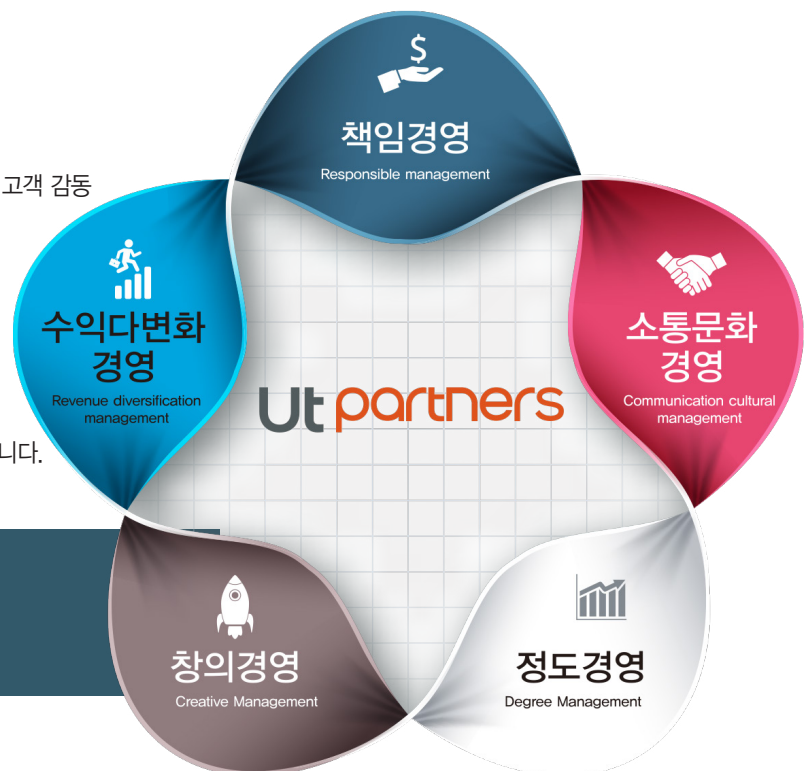 책임경영
Responsible management
고객 감동
수익다변화
경영
Revenue diversification
management
소통문화
경영
Communication cultural
management
Ut partners
니다.
창의경영
Creative Management
정도경영
Degree Management